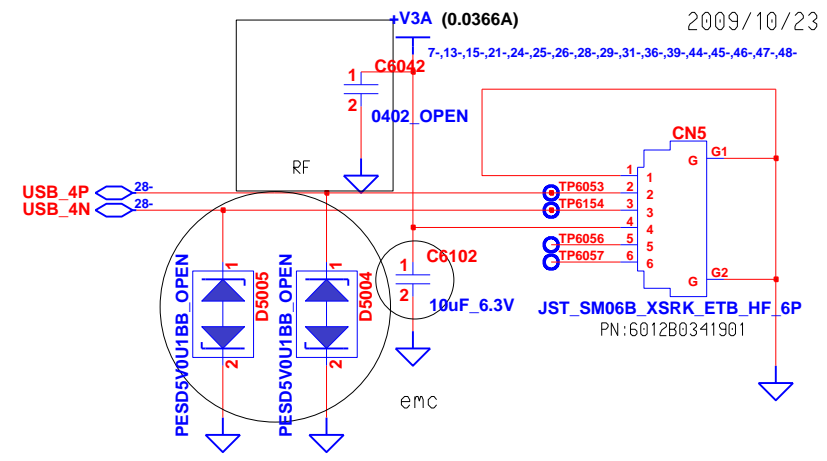 +V3A (0.0366A)
2009/10/23
7-,13-,15-,21-,24-,25-,26-,28-,29-,31-,36-,39-,44-,45-,46-,47-,48-
C6042
1
2
0402_OPEN
RF
CN5
G
G1
USB_4P
28-
USB_4N
28-
TP6053
TP6154
TP6056
TP6057
1
2
3
4
5
6
1
2
3
4
5
6
G
G2
C6102
1
2
10uF_6.3V
JST_SM06B_XSRK_ETB_HF_6P
PN:6012B0341901
PESD5V0U1BB_OPEN
1
2
D5005
PESD5V0U1BB_OPEN
1
2
D5004
emc